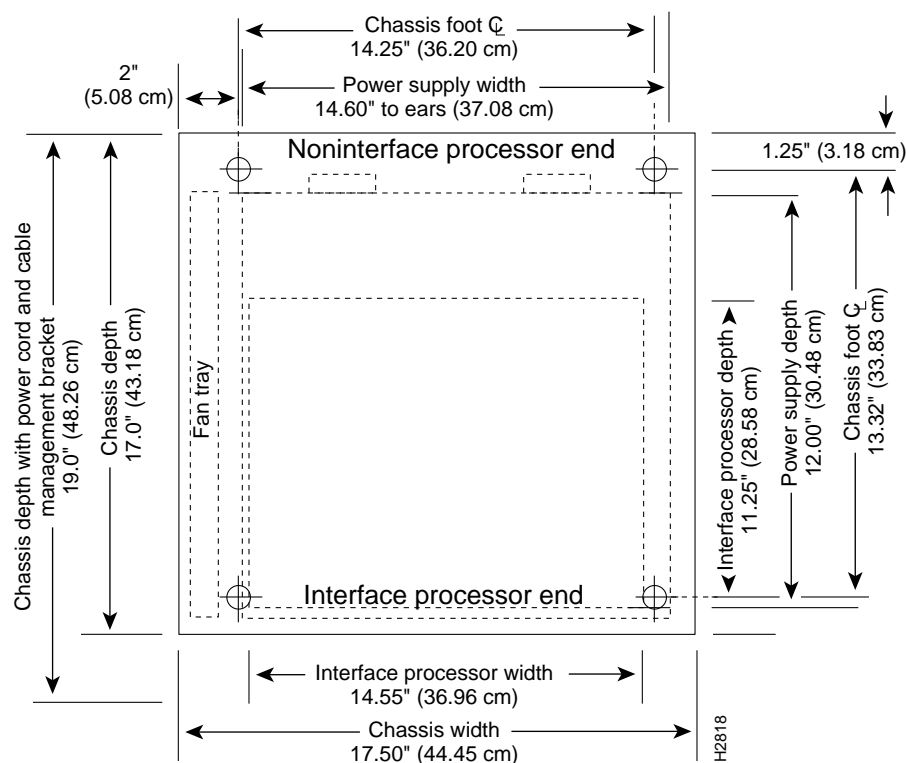 Chassis foot ℄
14.25" (36.20 cm)
2"
(5.08 cm)
Power supply width
14.60" to ears (37.08 cm)
Noninterface processor end
1.25" (3.18 cm)
Chassis depth with power cord and cable
management bracket
19.0" (48.26 cm)
Chassis depth
17.0" (43.18 cm)
Fan tray
Interface processor depth
11.25" (28.58 cm)
Power supply depth
12.00" (30.48 cm)
Chassis foot ℄
13.32" (33.83 cm)
Interface processor end
Interface processor width
14.55" (36.96 cm)
Chassis width
17.50" (44.45 cm)
H2818